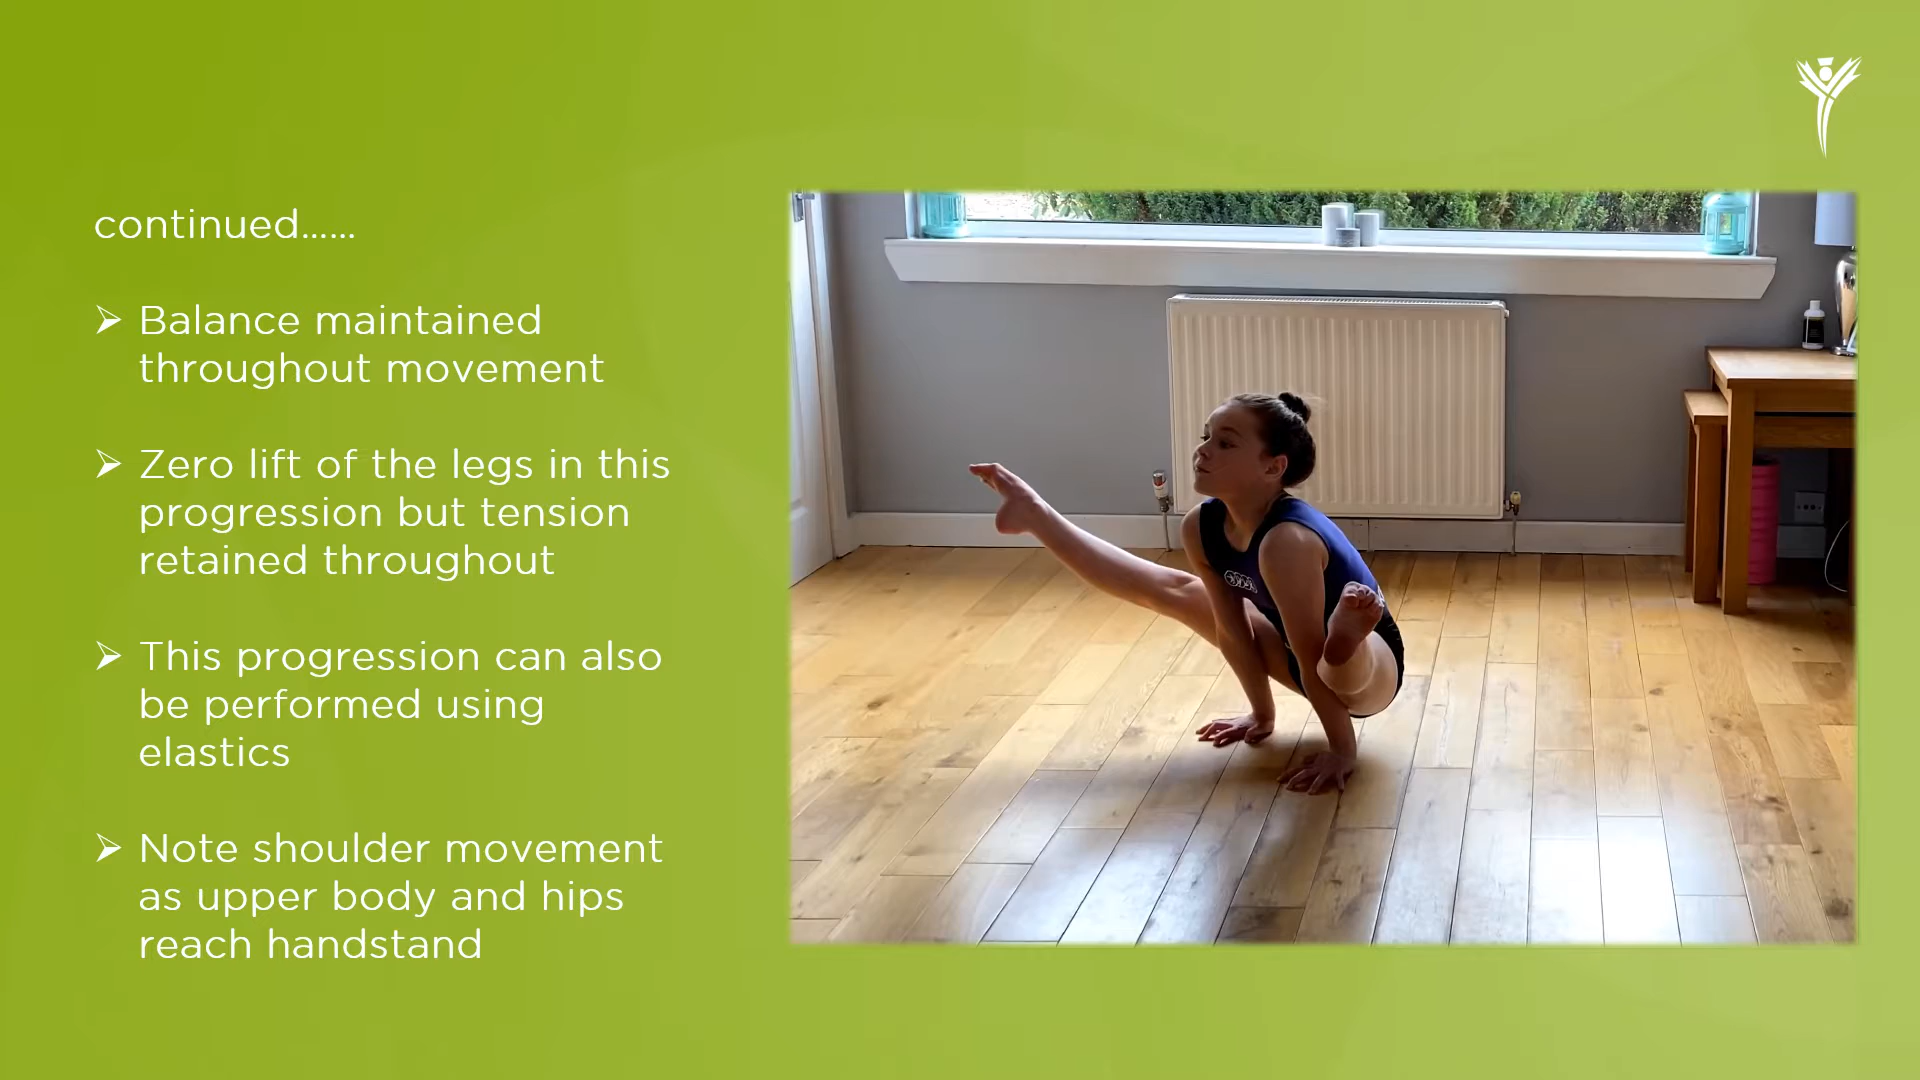 continued......
➢ Balance maintained
throughout movement
➢ Zero lift of the legs in this
progression but tension
retained throughout
➢ This progression can also
be performed using
elastics
➢ Note shoulder movement
as upper body and hips
reach handstand